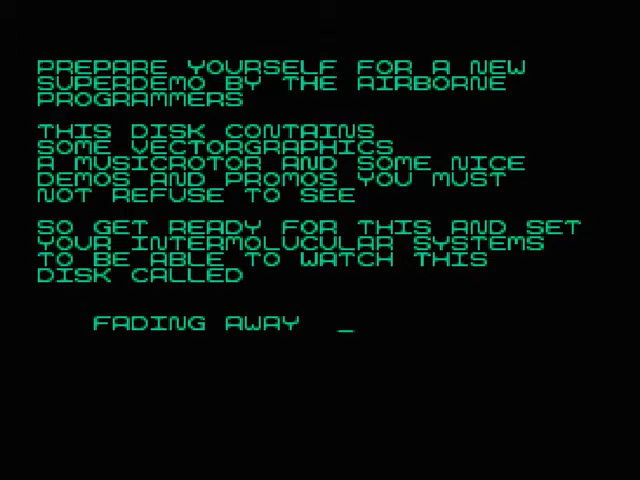 PREPARE YOURSELF FOR A NEW
SUPERDEMO BY THE AIRBORNE
PROGRAMMERS
THIS DISK CONTAINS
SOME VECTORGRAPHICS
A MUSICROTOR AND SOME NICE
DEMOS AND PROMOS YOU MUST
NOT REFUSE TO SEE
SO GET READY FOR THIS AND SET
YOUR INTERMOLUCULAR SYSTEMS
TO BE ABLE TO WATCH THIS
DISK CALLED
FADING AWAY _